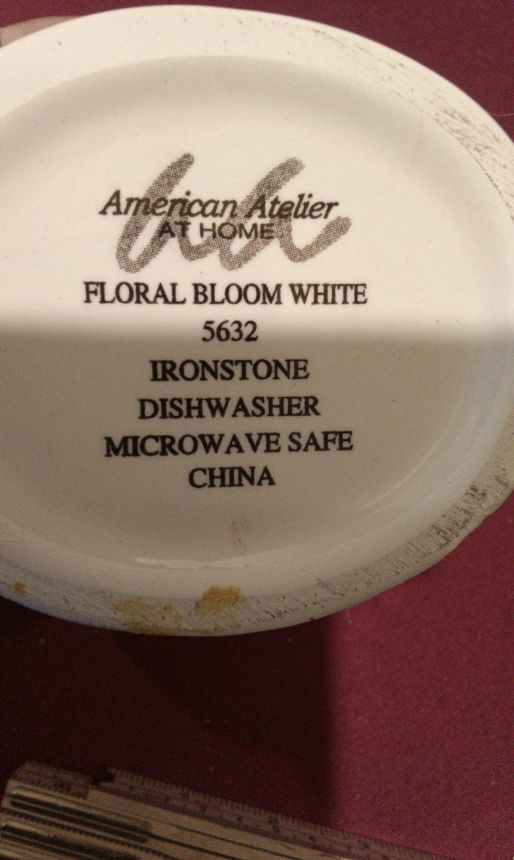 American Atelier
AT HOME
FLORAL BLOOM WHITE
5632
IRONSTONE
DISHWASHER
MICROWAVE SAFE
CHINA